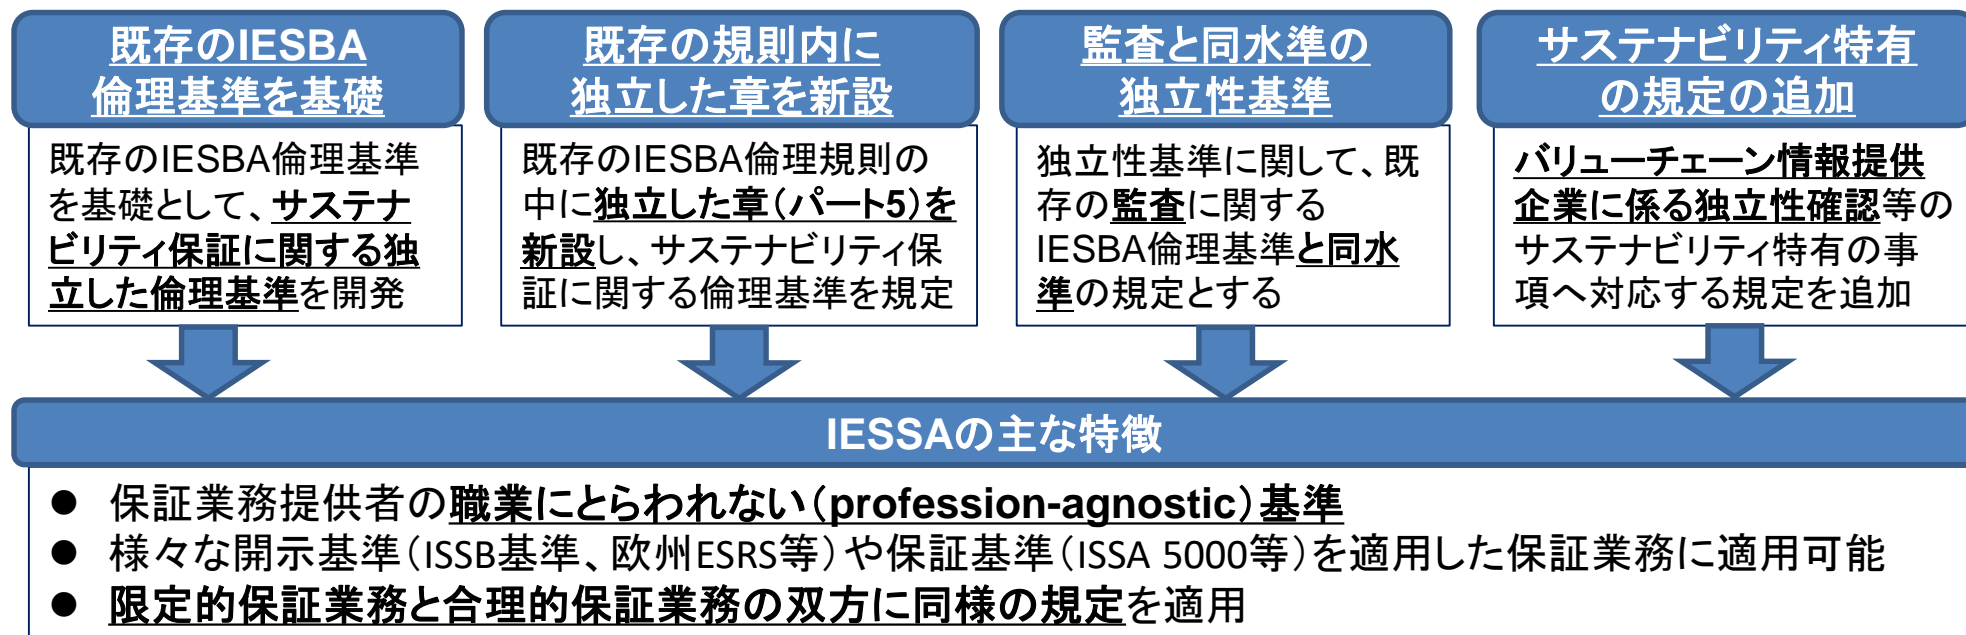 既存のIESBA
倫理基準を基礎
既存のIESBA倫理基準
を基礎として、サステナ
ビリティ保証に関する独
立した倫理基準を開発
既存の規則内に
独立した章を新設
既存のIESBA倫理規則の
中に独立した章（パート5）を
新設し、サステナビリティ保
証に関する倫理基準を規定
監査と同水準の
独立性基準
独立性基準に関して、既
存の監査に関する
IESBA倫理基準と同水
準の規定とする
サステナビリティ特有
の規定の追加
バリューチェーン情報提供
企業に係る独立性確認等の
サステナビリティ特有の事
項へ対応する規定を追加
IESSAの主な特徴
● 保証業務提供者の職業にとらわれない（profession-agnostic）基準
● 様々な開示基準（ISSB基準、欧州ESRS等）や保証基準（ISSA 5000等）を適用した保証業務に適用可能
● 限定的保証業務と合理的保証業務の双方に同様の規定を適用